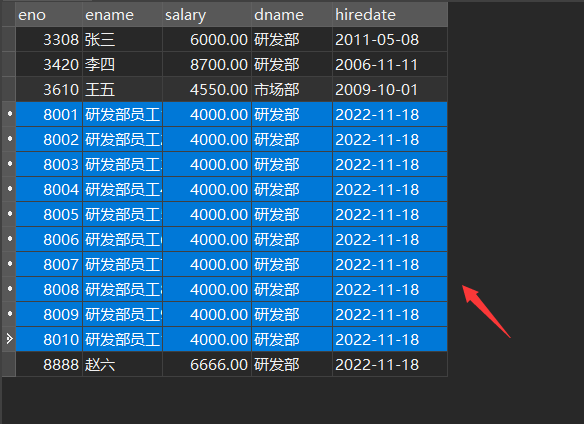 eno ename salary dname hiredate
3308 张三 6000.00 研发部 2011-05-08
3420 李四 8700.00 研发部 2006-11-11
3610 王五 4550.00 市场部 2009-10-01
8001 研发部员工 4000.00 研发部 2022-11-18
8002 研发部员工 4000.00 研发部 2022-11-18
8003 研发部员工 4000.00 研发部 2022-11-18
8004 研发部员工 4000.00 研发部 2022-11-18
8005 研发部员工 4000.00 研发部 2022-11-18
8006 研发部员工 4000.00 研发部 2022-11-18
8007 研发部员工 4000.00 研发部 2022-11-18
8008 研发部员工 4000.00 研发部 2022-11-18
8009 研发部员工 4000.00 研发部 2022-11-18
8010 研发部员工 4000.00 研发部 2022-11-18
8888 赵六 6666.00 研发部 2022-11-18